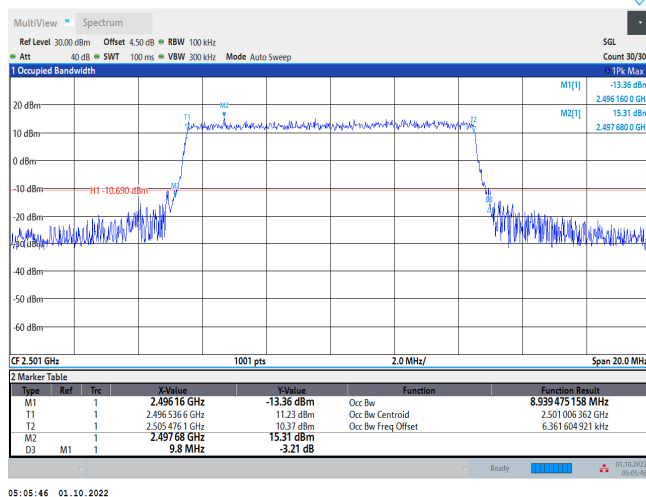 MultiView Spectrum
Ref Level 30.00 dBm Offset 4.50 dB RBW 100 kHz SGL
Att 40 dB SWT 100 ms VBW 300 kHz Mode Auto Sweep Count 30/30
1 Occupied Bandwidth 1Pk Max
M1[1] -13.36 dBm
2.496 160 0 GHz
M2[1] 15.31 dBm
2.497 680 0 GHz
20 dBm
M2
T1
T2
10 dBm
0 dBm
-10 dBm
H1 -10.690 dBm
M1
D3
-20 dBm
-30 dBm
-40 dBm
-50 dBm
-60 dBm
CF 2.501 GHz 1001 pts 2.0 MHz/ Span 20.0 MHz
2 Marker Table
Type Ref Trc X-Value Y-Value Function Function Result
M1 1 2.496 16 GHz -13.36 dBm Occ Bw 8.939 475 158 MHz
T1 1 2.496 536 6 GHz 11.23 dBm Occ Bw Centroid 2.501 006 362 GHz
T2 1 2.505 476 1 GHz 10.37 dBm Occ Bw Freq Offset 6.361 604 921 kHz
M2 1 2.497 68 GHz 15.31 dBm
D3 M1 1 9.8 MHz -3.21 dB
Ready 01.10.2022
05:05:46
05:05:46 01.10.2022